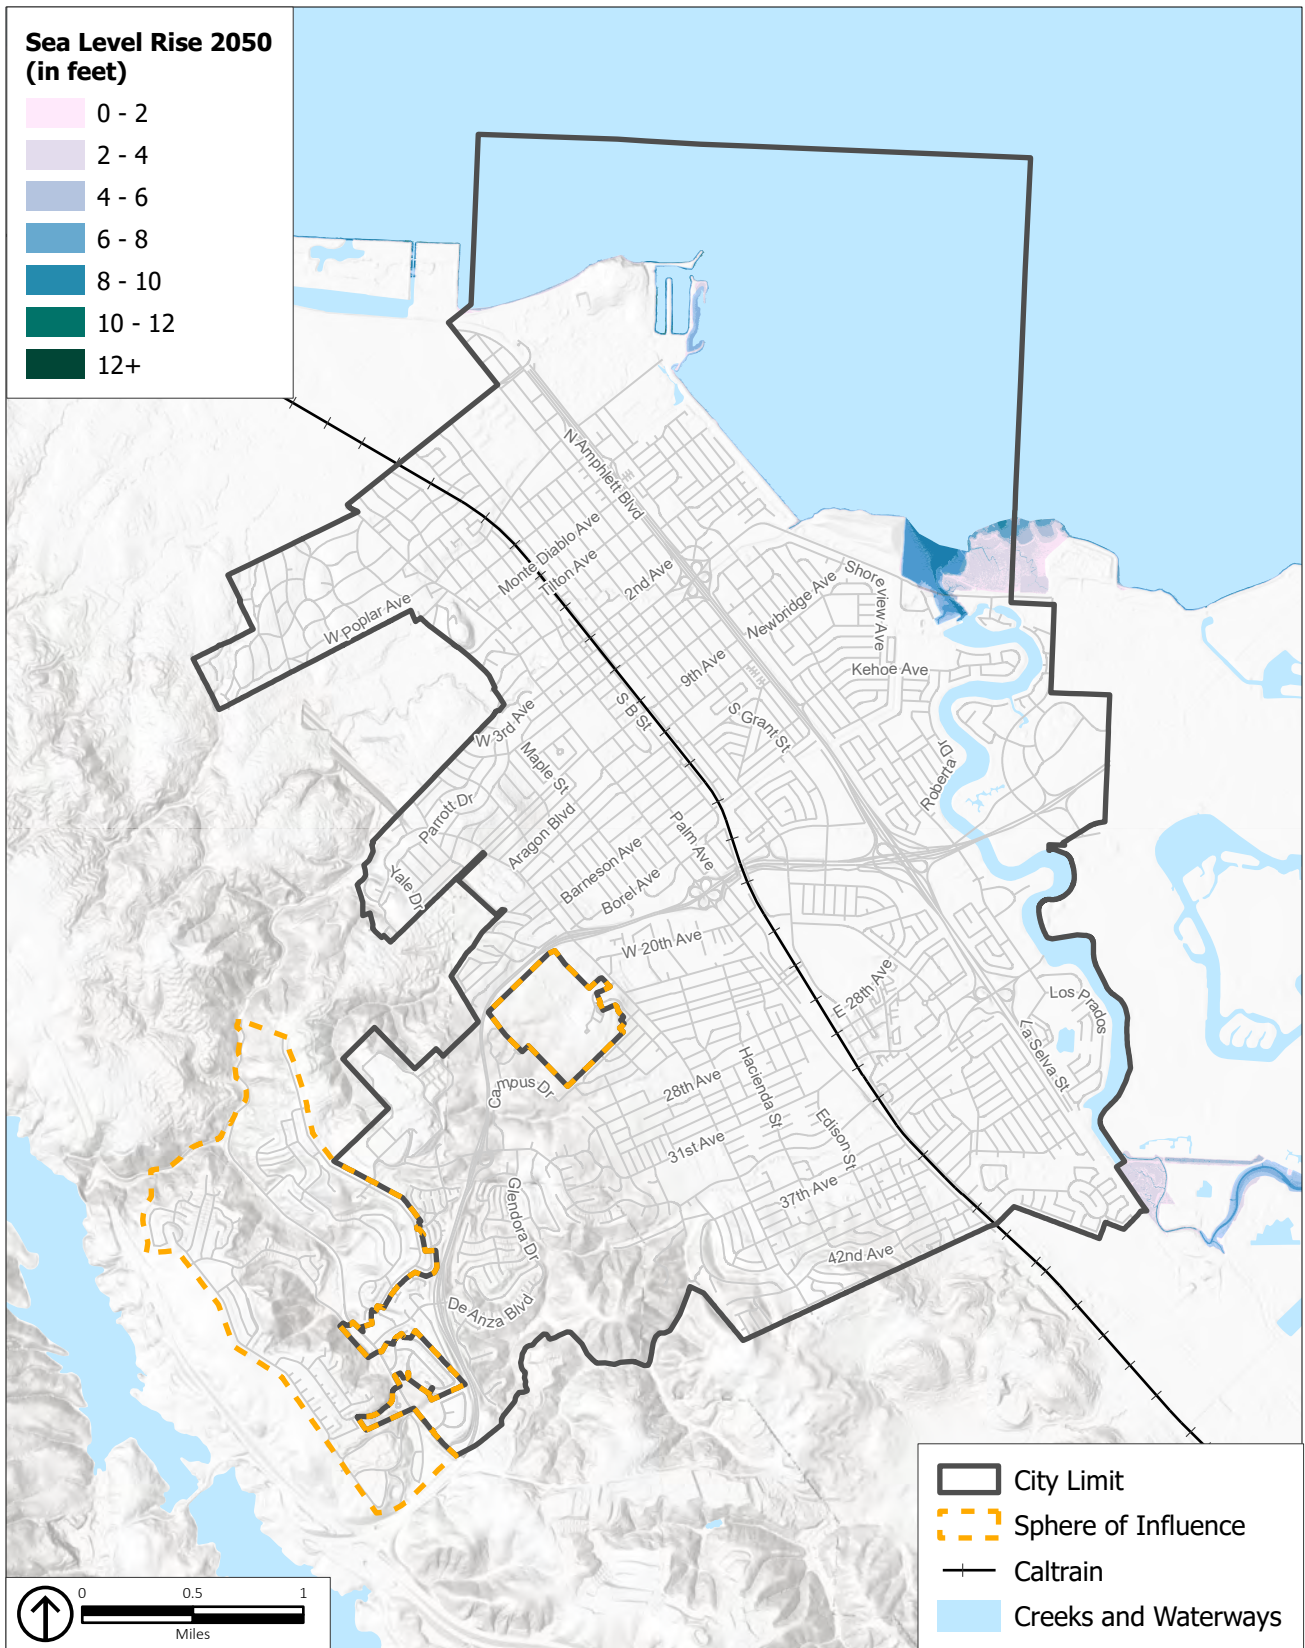 Sea Level Rise 2050
(in feet)
0 - 2
2 - 4
4 - 6
6 - 8
8 - 10
10 - 12
12+
N Amphlett Blvd
Monte Diablo Ave
Tilton Ave
2nd Ave
Shoreview Ave
Newbridge Ave
W Poplar Ave
Kehoe Ave
9th Ave
S B St
S Grant St
W 3rd Ave
Maple St
Roberta Dr
Parrott Dr
Aragon Blvd
Palm Ave
Barneson Ave
Yale Dr
Borel Ave
W 20th Ave
E 28th Ave
Los Prados
La Selva St
Campus Dr
28th Ave
Hacienda St
Edison St
31st Ave
37th Ave
Glendora Dr
42nd Ave
De Anza Blvd
City Limit
Sphere of Influence
Caltrain
Creeks and Waterways
0 0.5 1
Miles